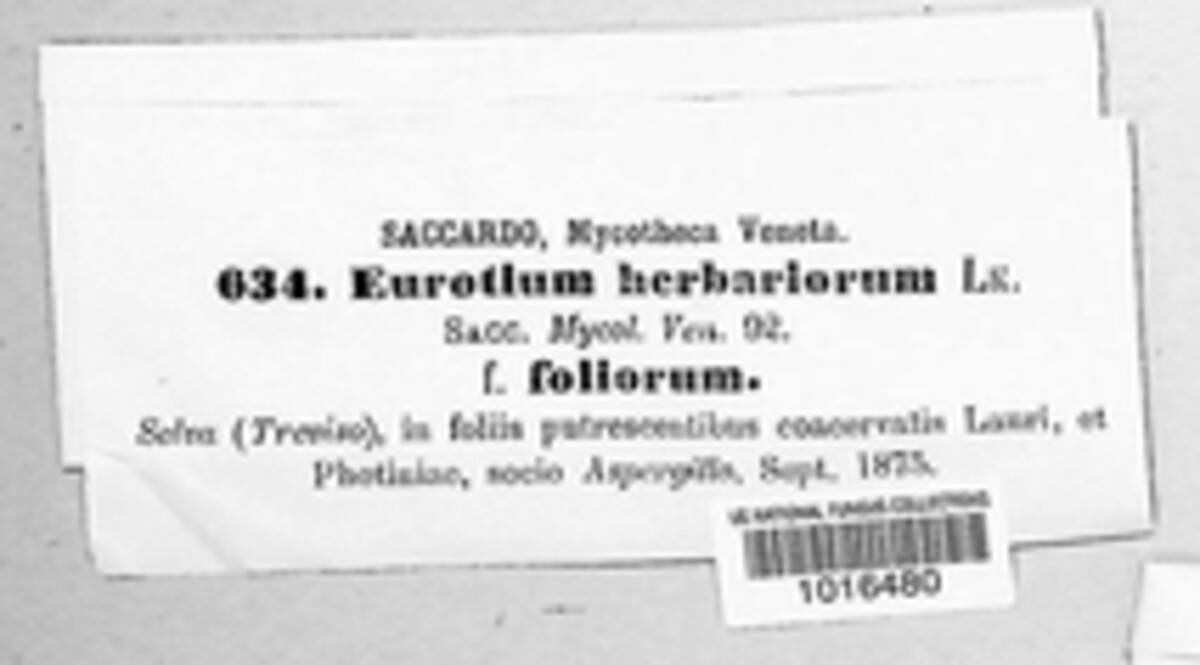 SACCARDO, Mycotheca Veneta.
634. Eurotium herbariorum Lk.
SACC. Mycol. Ven. 92.
f. foliorum.
Selva (Treviso), in foliis putrescentibus coacervatis Lauri, et
Photiniae, socio Aspergillo, Sept. 1875.
US NATIONAL FUNGUS COLLECTIONS
1016480